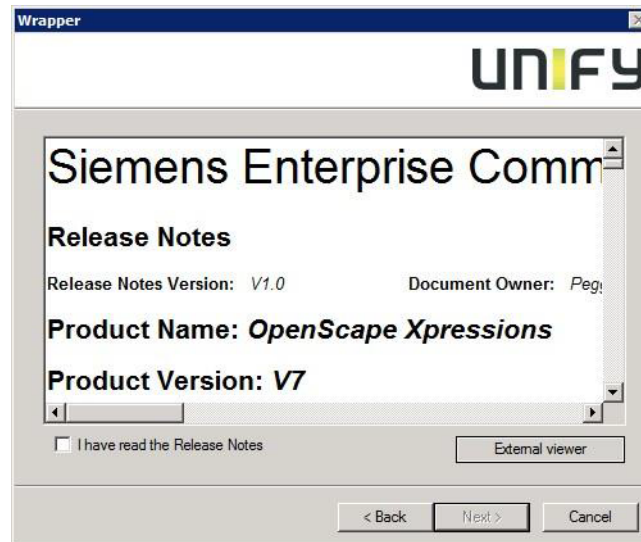 Wrapper
UNIFY
Siemens Enterprise Comm
Release Notes
Release Notes Version: V1.0 Document Owner: Peg
Product Name: OpenScape Xpressions
Product Version: V7
I have read the Release Notes
External viewer
< Back
Next >
Cancel